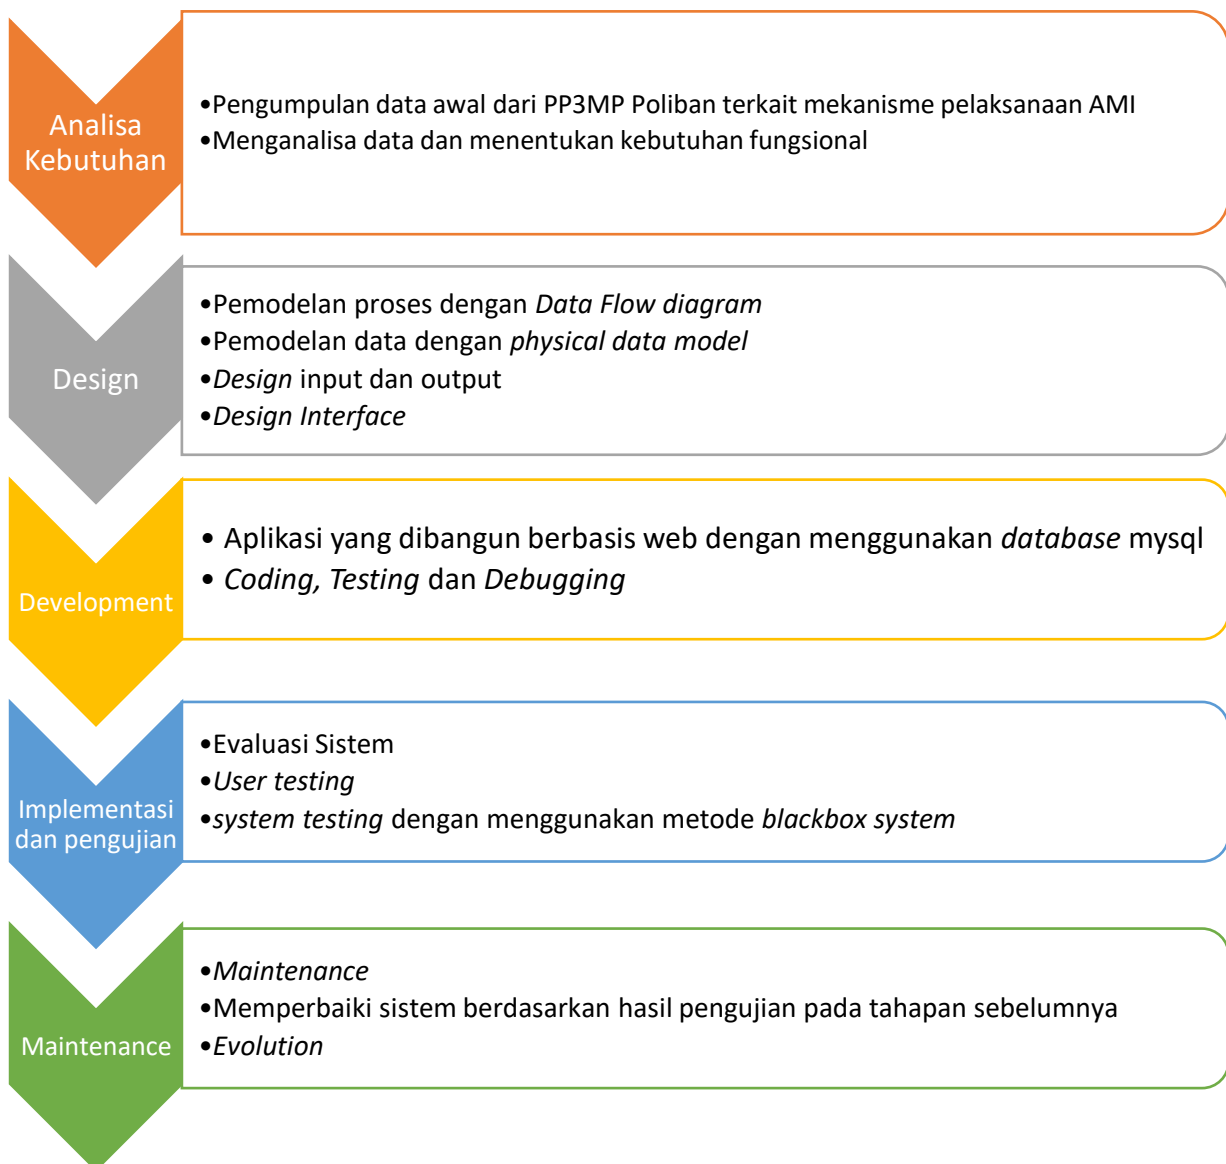 Analisa
Kebutuhan
•Pengumpulan data awal dari PP3MP Poliban terkait mekanisme pelaksanaan AMI
•Menganalisa data dan menentukan kebutuhan fungsional
Design
•Pemodelan proses dengan Data Flow diagram
•Pemodelan data dengan physical data model
•Design input dan output
•Design Interface
Development
• Aplikasi yang dibangun berbasis web dengan menggunakan database mysql
• Coding, Testing dan Debugging
Implementasi
dan pengujian
•Evaluasi Sistem
•User testing
•system testing dengan menggunakan metode blackbox system
Maintenance
•Maintenance
•Memperbaiki sistem berdasarkan hasil pengujian pada tahapan sebelumnya
•Evolution